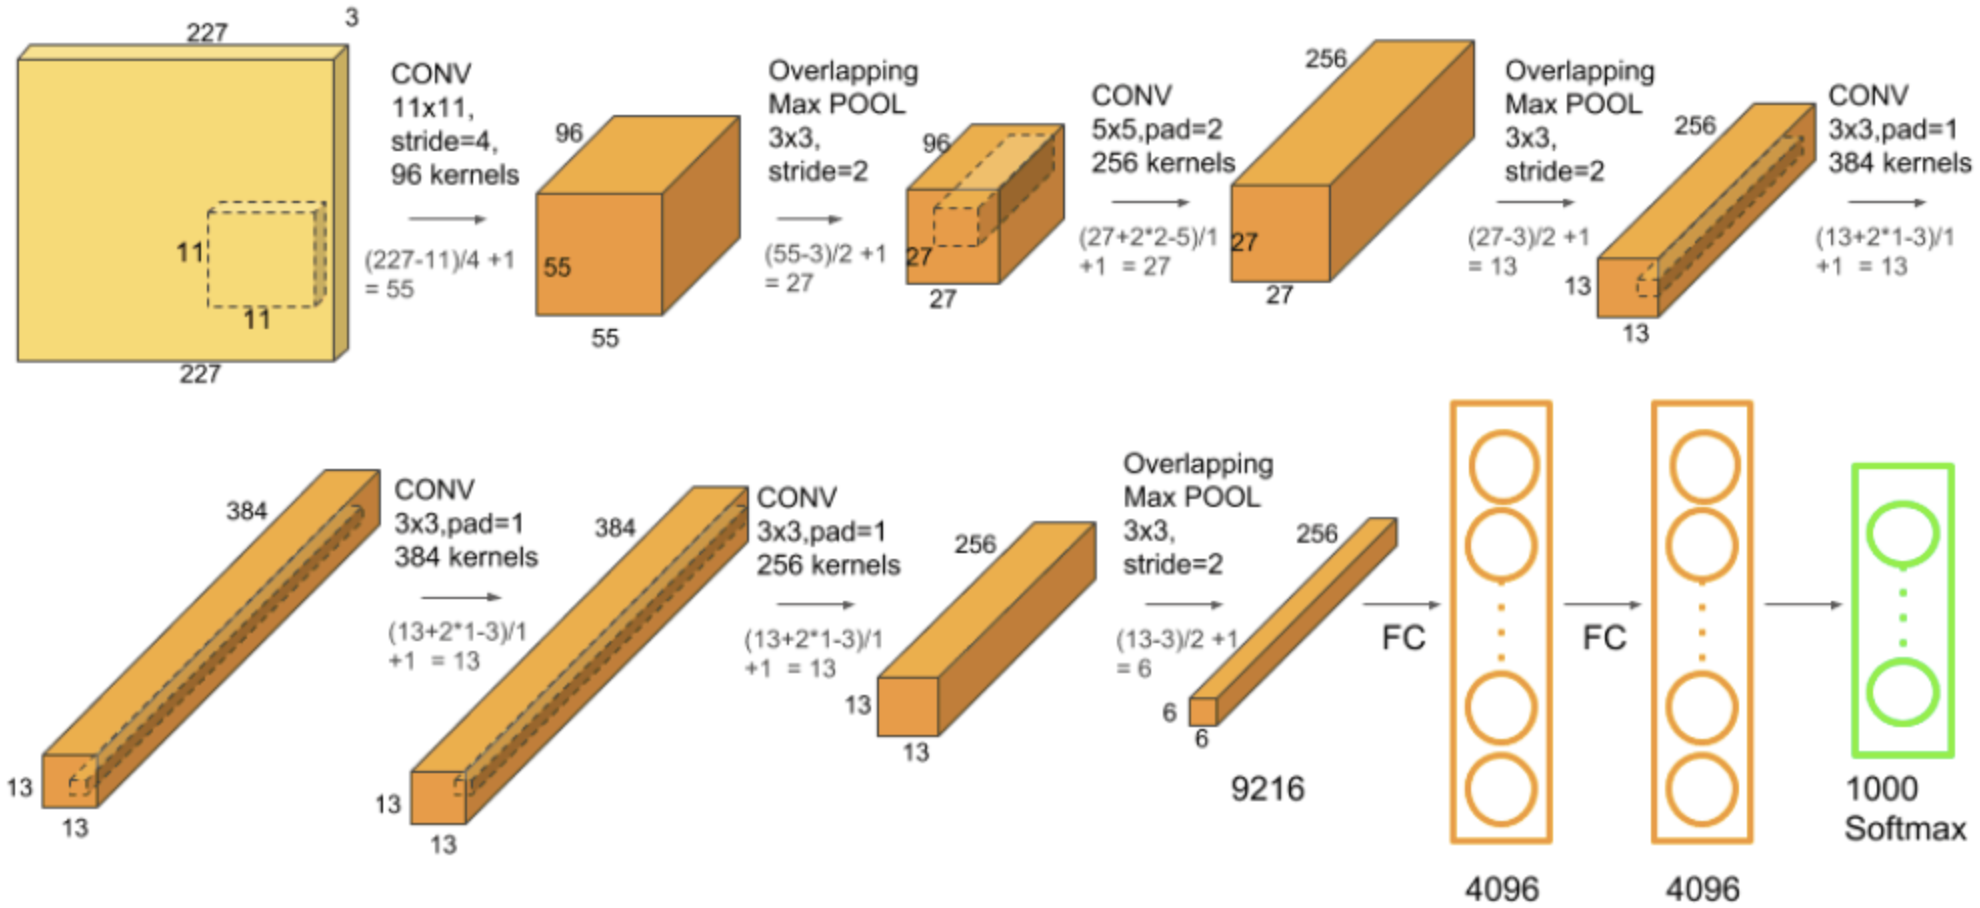 227
3
11
11
227
CONV
11x11,
stride=4,
96 kernels
(227-11)/4 +1
= 55
96
55
55
Overlapping
Max POOL
3x3,
stride=2
(55-3)/2 +1
= 27
96
27
27
CONV
5x5,pad=2
256 kernels
(27+2*2-5)/1
+1 = 27
256
27
27
Overlapping
Max POOL
3x3,
stride=2
(27-3)/2 +1
= 13
256
13
13
CONV
3x3,pad=1
384 kernels
(13+2*1-3)/1
+1 = 13
384
13
13
CONV
3x3,pad=1
384 kernels
(13+2*1-3)/1
+1 = 13
384
13
13
CONV
3x3,pad=1
256 kernels
(13+2*1-3)/1
+1 = 13
256
13
13
Overlapping
Max POOL
3x3,
stride=2
(13-3)/2 +1
= 6
256
6
6
9216
FC
4096
FC
4096
1000
Softmax